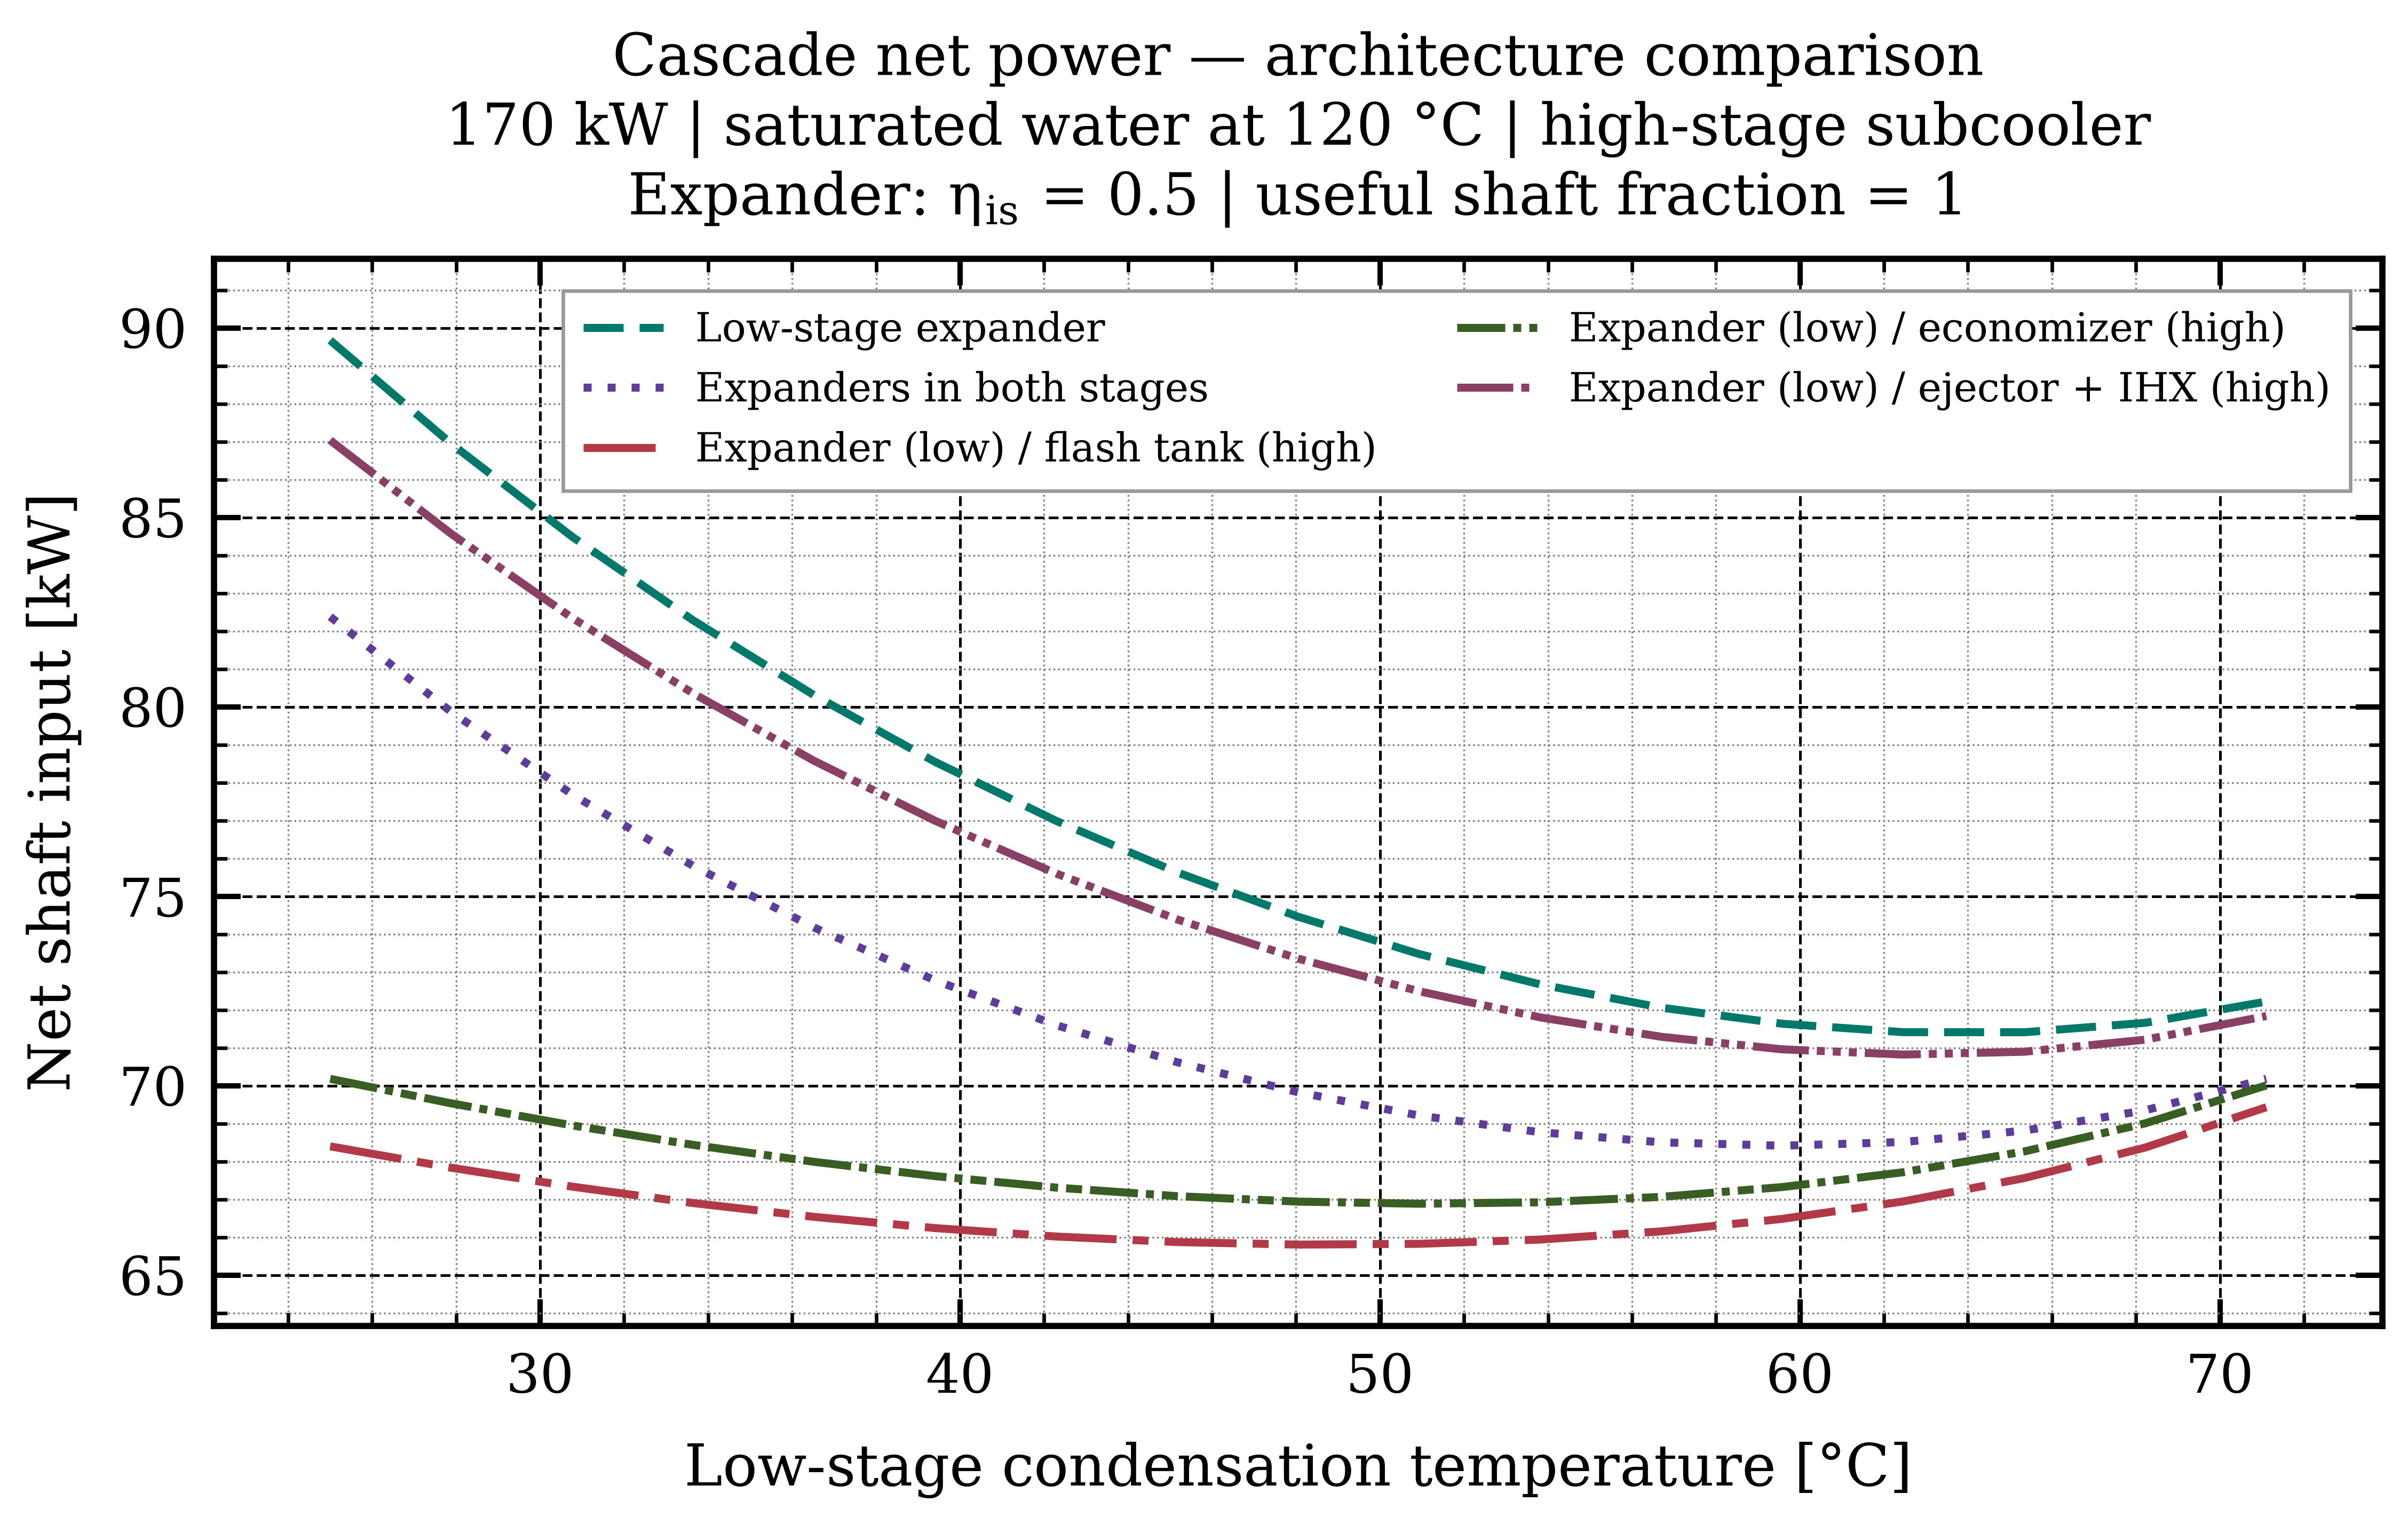 Cascade net power — architecture comparison
170 kW | saturated water at 120 °C | high-stage subcooler
Expander: ηis = 0.5 | useful shaft fraction = 1
Low-stage expander
Expanders in both stages
Expander (low) / flash tank (high)
Expander (low) / economizer (high)
Expander (low) / ejector + IHX (high)
Net shaft input [kW]
90
85
80
75
70
65
30 40 50 60 70
Low-stage condensation temperature [°C]